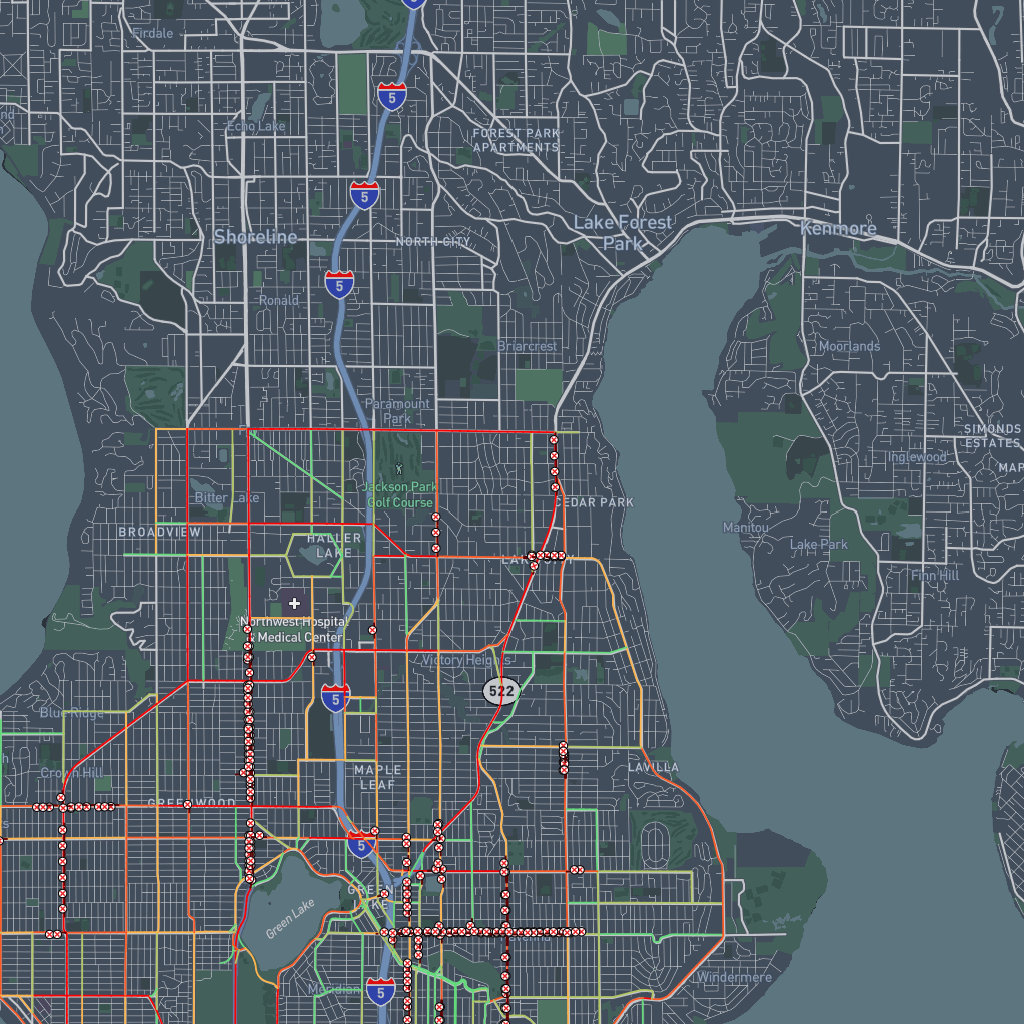 Firdale
5
Echo Lake
FOREST PARK
APARTMENTS
5
Shoreline
NORTH CITY
Lake Forest
Park
Kenmore
5
Ronald
Briarcrest
Moorlands
Paramount
Park
SIMONDS
ESTATES
Inglewood
MAP
Jackson Park
Golf Course
Bitter Lake
CEDAR PARK
BROADVIEW
HALLER
LAKE
Manitou
Lake Park
Finn Hill
Northwest Hospital
& Medical Center
Victory Heights
522
5
Blue Ridge
Crown Hill
MAPLE
LEAF
LAVILLA
GREENWOOD
5
GREEN
LAKE
Green Lake
Windermere
5
Meridian